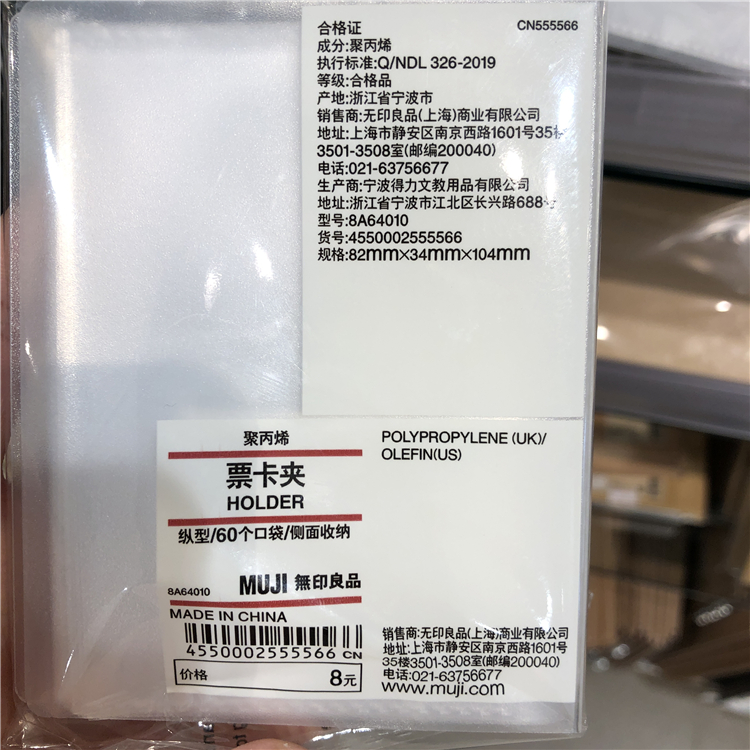 合格证
CN555566
成分:聚丙烯
执行标准:Q/NDL 326-2019
等级:合格品
产地:浙江省宁波市
销售商:无印良品(上海)商业有限公司
地址:上海市静安区南京西路1601号35楼
3501-3508室(邮编200040)
电话:021-63756677
生产商:宁波得力文教用品有限公司
地址:浙江省宁波市江北区长兴路688号
型号:8A64010
货号:4550002555566
规格:82mm×34mm×104mm
聚丙烯
票卡夹
HOLDER
纵型/60个口袋/侧面收纳
8A64010
MUJI 無印良品
MADE IN CHINA
4550002555566 CN
价格 8元
POLYPROPYLENE (UK)/
OLEFIN(US)
销售商:无印良品(上海)商业有限公司
地址:上海市静安区南京西路1601号
35楼3501-3508室(邮编200040)
电话:021-63756677
www.muji.com